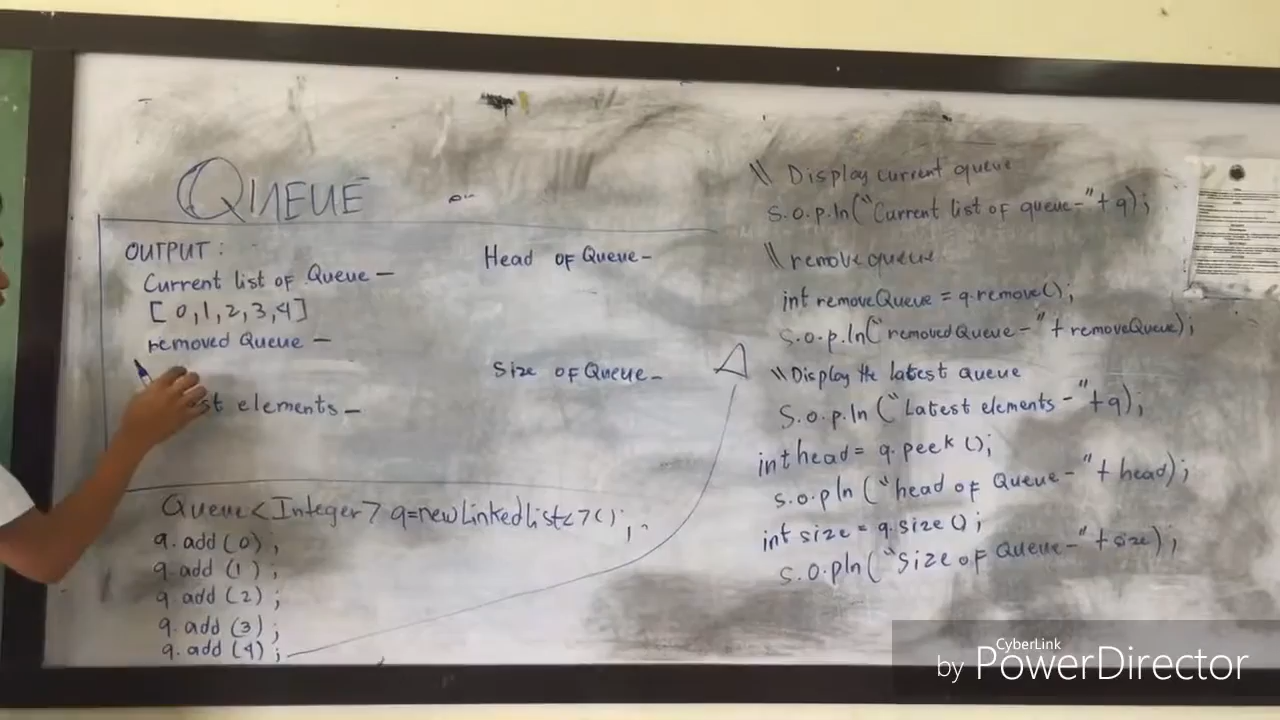 QUEUE
OUTPUT :
Current list of Queue –
[ 0,1,2,3,4 ]
removed Queue –
elements –
Head of Queue –
Size of Queue –
Queue<Integer> q=new Linkedlist<>();
q.add (0) ;
q.add (1) ;
q.add (2) ;
q.add (3) ;
q.add (4) ;
\\ Display current queue
s.o.p.ln("Current list of queue–"+ q);
\\ remove queue
int removeQueue = q.remove();
s.o.p.ln("removedQueue –" + removeQueue);
\\ Display the latest queue
S.o.p.ln ("Latest elements –"+q);
int head = q.peek ();
s.o.pln ("head of Queue –"+ head);
int size = q.size ();
s.o.pln ("Size of Queue–"+size);
CyberLink
by PowerDirector